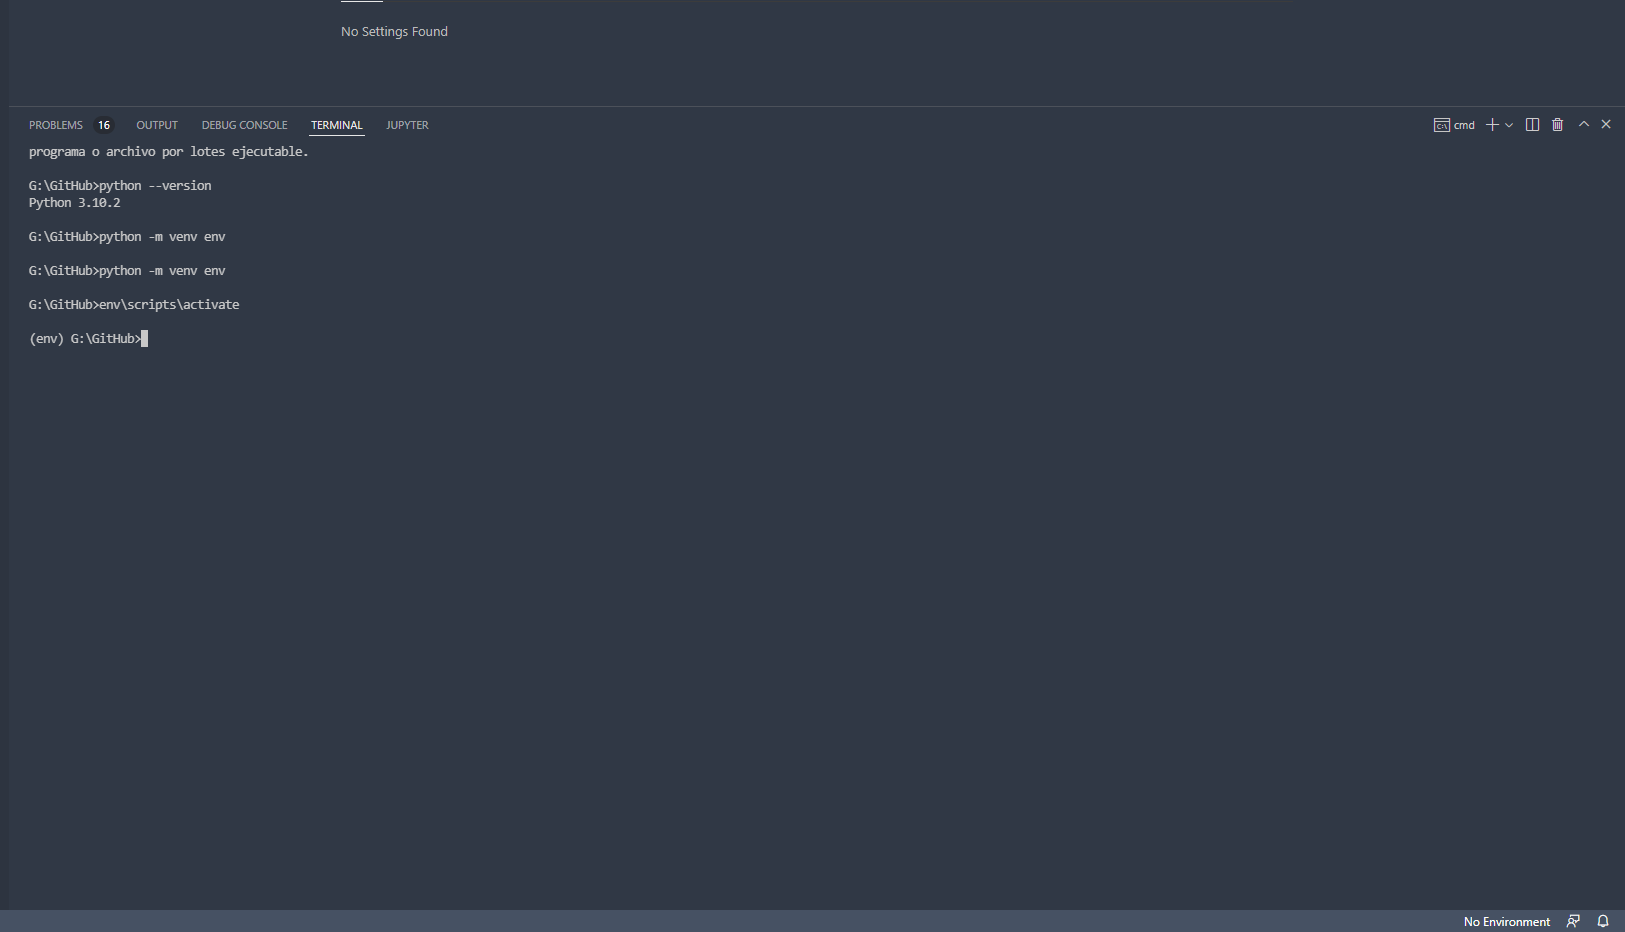 No Settings Found
PROBLEMS 16 OUTPUT DEBUG CONSOLE TERMINAL JUPYTER cmd
programa o archivo por lotes ejecutable.
G:\GitHub>python --version
Python 3.10.2
G:\GitHub>python -m venv env
G:\GitHub>python -m venv env
G:\GitHub>env\scripts\activate
(env) G:\GitHub>
No Environment